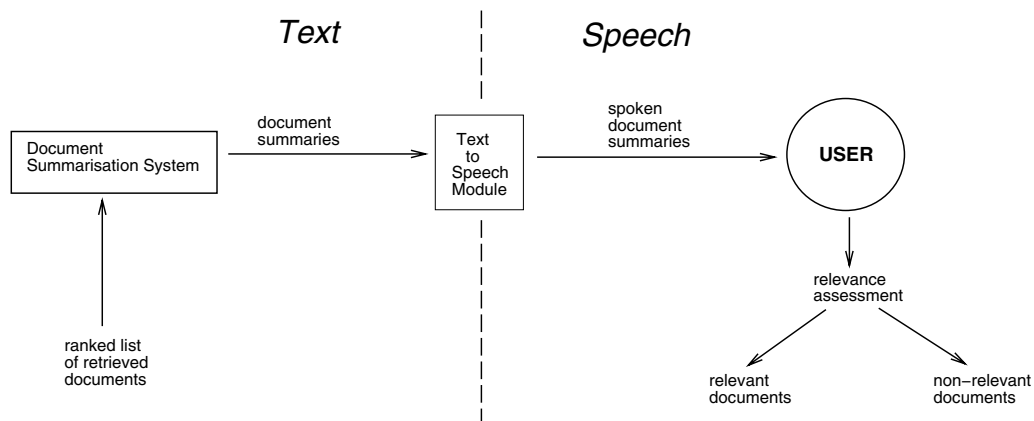 Text
Speech
Document
Summarisation System
document
summaries
Text
to
Speech
Module
spoken
document
summaries
USER
ranked list
of retrieved
documents
relevance
assessment
relevant
documents
non-relevant
documents